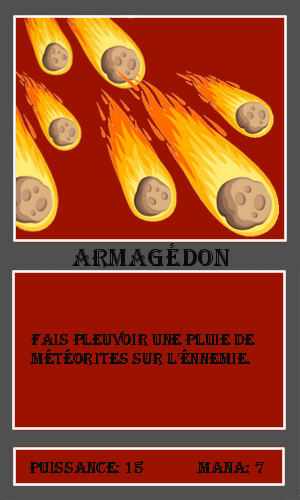 ARMAGÉDON
FAIS PLEUVOIR UNE PLUIE DE
MÉTÉORITES SUR L'ÉNNEMIE.
PUISSANCE: 15 MANA: 7